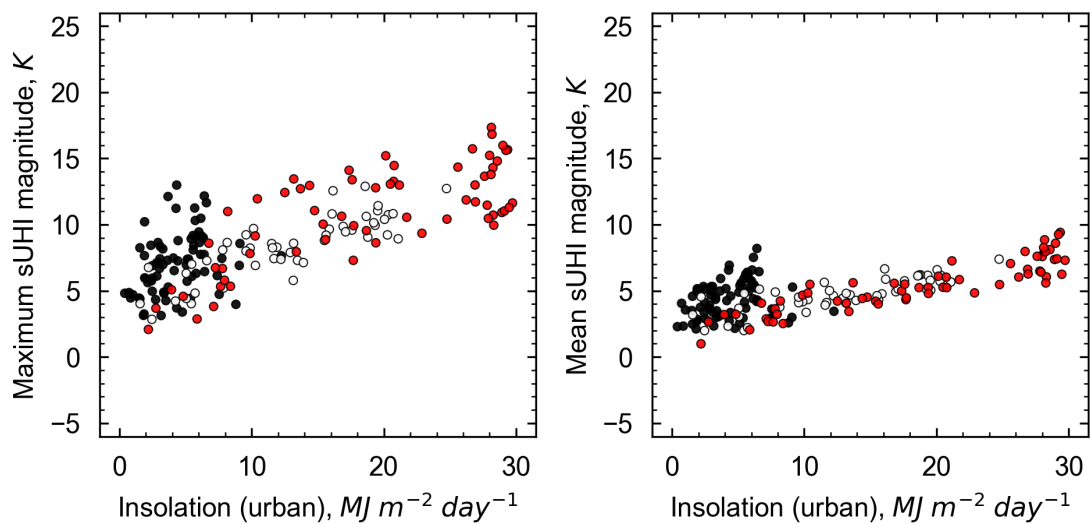 Maximum sUHI magnitude, K
25
20
15
10
5
0
−5
0 10 20 30
Insolation (urban), MJ m⁻² day⁻¹
Mean sUHI magnitude, K
25
20
15
10
5
0
−5
0 10 20 30
Insolation (urban), MJ m⁻² day⁻¹